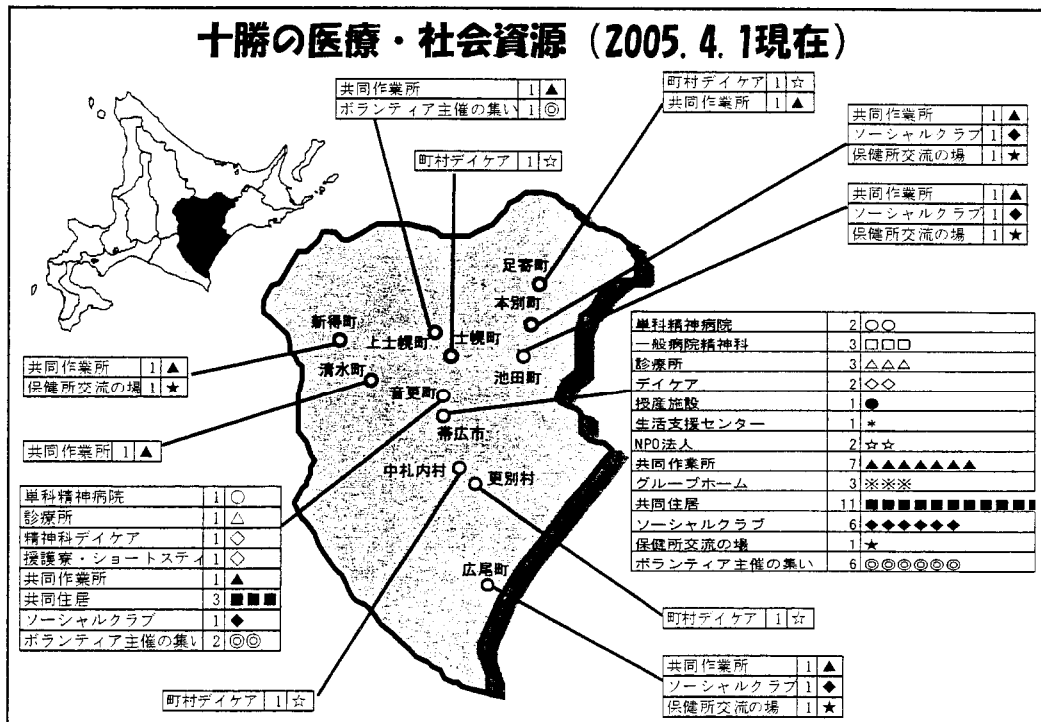 十勝の医療・社会資源（2005.4.1現在）
共同作業所 1 ▲
ボランティア主催の集い 1 ◎
町村デイケア 1 ☆
共同作業所 1 ▲
町村デイケア 1 ☆
共同作業所 1 ▲
ソーシャルクラブ 1 ◆
保健所交流の場 1 ★
共同作業所 1 ▲
ソーシャルクラブ 1 ◆
保健所交流の場 1 ★
足寄町
本別町
新得町
上士幌町
士幌町
池田町
清水町
音更町
帯広市
中札内村
更別村
広尾町
共同作業所 1 ▲
保健所交流の場 1 ★
共同作業所 1 ▲
単科精神病院 2 ○○
一般病院精神科 3 □□□
診療所 3 △△△
デイケア 2 ◇◇
授産施設 1 ●
生活支援センター 1 *
NPO法人 2 ☆☆
共同作業所 7 ▲▲▲▲▲▲▲
グループホーム 3 ※※※
共同住居 11 ■■■■■■■■■■■
ソーシャルクラブ 6 ◆◆◆◆◆◆
保健所交流の場 1 ★
ボランティア主催の集い 6 ◎◎◎◎◎◎
単科精神病院 1 ○
診療所 1 △
精神科デイケア 1 ◇
援護寮・ショートステイ 1 ◇
共同作業所 1 ▲
共同住居 3 ■■■
ソーシャルクラブ 1 ◆
ボランティア主催の集い 2 ◎◎
町村デイケア 1 ☆
町村デイケア 1 ☆
共同作業所 1 ▲
ソーシャルクラブ 1 ◆
保健所交流の場 1 ★